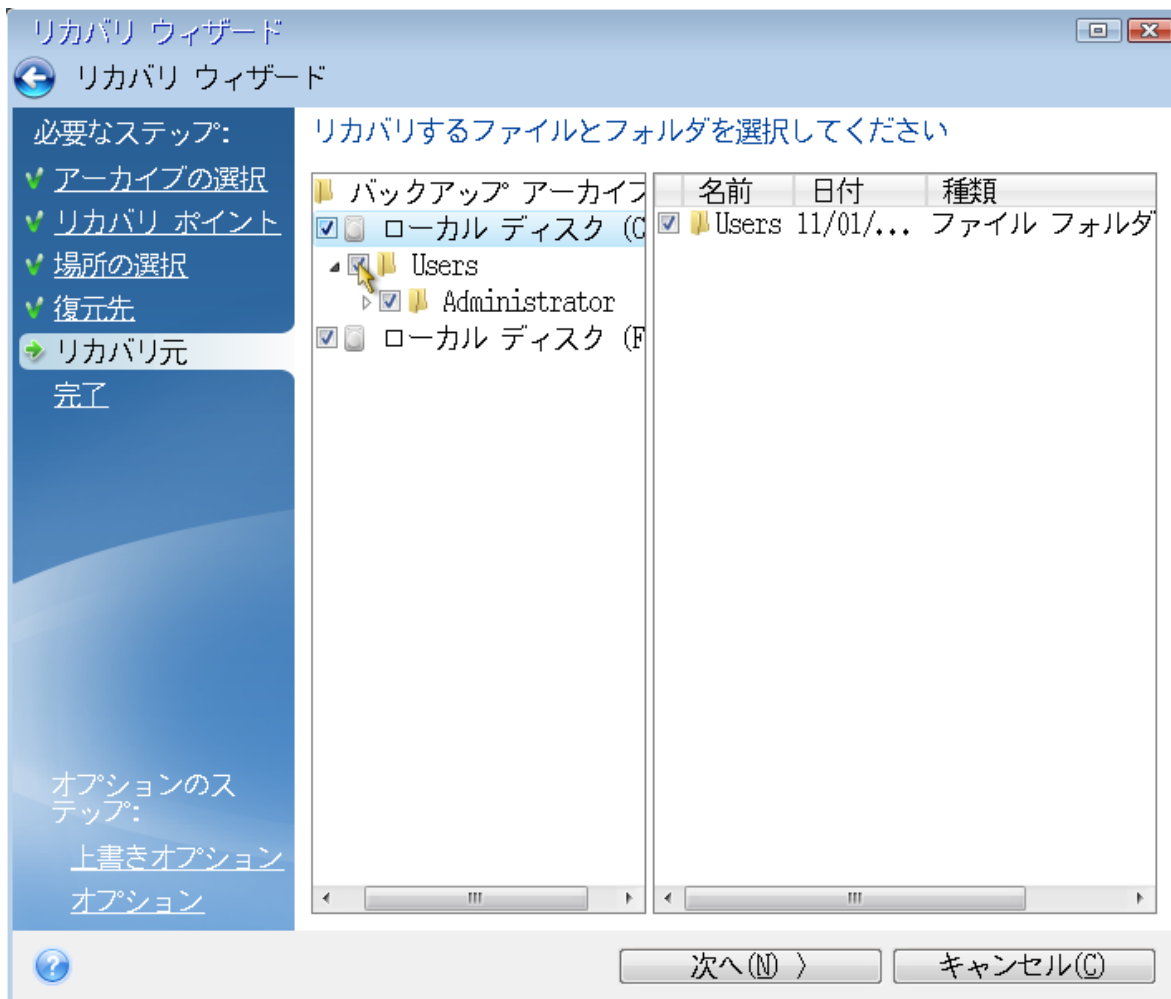 リカバリ ウィザード
リカバリ ウィザード
必要なステップ:
アーカイブの選択
リカバリ ポイント
場所の選択
復元先
リカバリ元
完了
オプションのス
テップ:
上書きオプション
オプション
リカバリするファイルとフォルダを選択してください
バックアップ アーカイブ
ローカル ディスク (C
Users
Administrator
ローカル ディスク (F
名前 日付 種類
Users 11/01/... ファイル フォルダ
次へ(N) 〉
キャンセル(C)